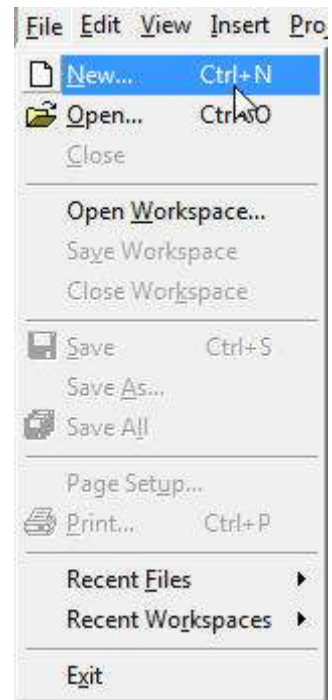 File Edit View Insert Pro
New... Ctrl+N
Open... Ctrl+O
Close
Open Workspace...
Save Workspace
Close Workspace
Save Ctrl+S
Save As...
Save All
Page Setup...
Print... Ctrl+P
Recent Files
Recent Workspaces
Exit